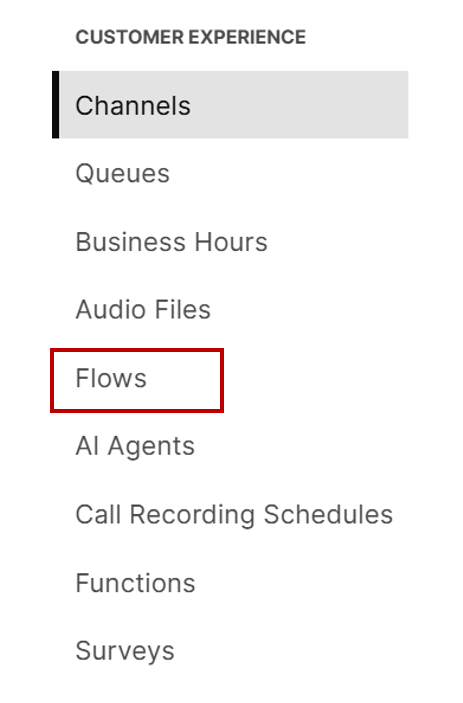 CUSTOMER EXPERIENCE
Channels
Queues
Business Hours
Audio Files
Flows
AI Agents
Call Recording Schedules
Functions
Surveys